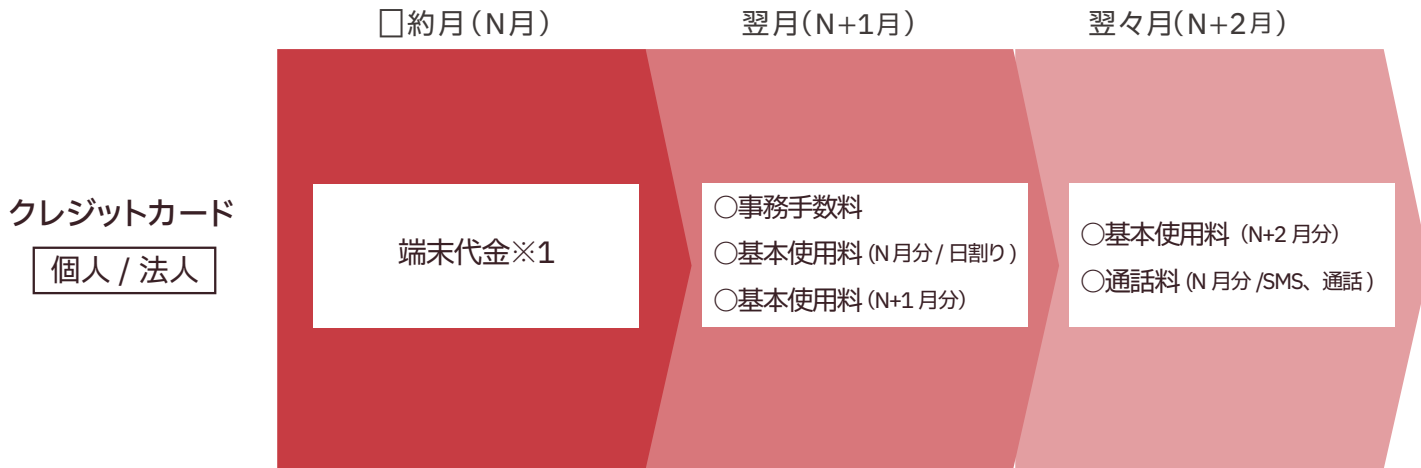 □約月(N月)
翌月(N+1月)
翌々月(N+2月)
クレジットカード
個人 / 法人
端末代金※1
○事務手数料
○基本使用料 (N月分 / 日割り)
○基本使用料 (N+1 月分)
○基本使用料 (N+2 月分)
○通話料 (N 月分 /SMS、通話 )